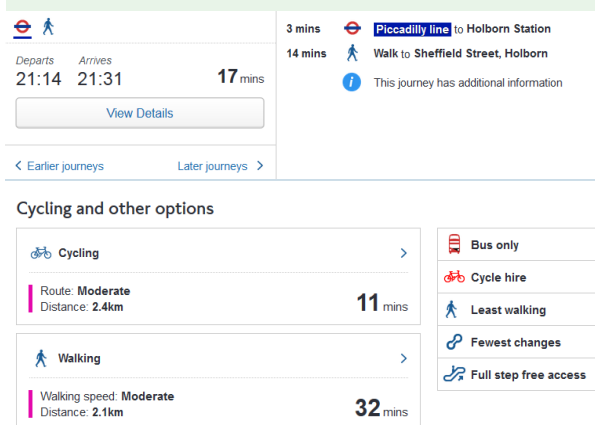 Departs Arrives
21:14 21:31 17 mins
View Details
Earlier journeys Later journeys
3 mins Piccadilly line to Holborn Station
14 mins Walk to Sheffield Street, Holborn
i This journey has additional information
Cycling and other options
Cycling
Route: Moderate
Distance: 2.4km
11 mins
Walking
Walking speed: Moderate
Distance: 2.1km
32 mins
Bus only
Cycle hire
Least walking
Fewest changes
Full step free access